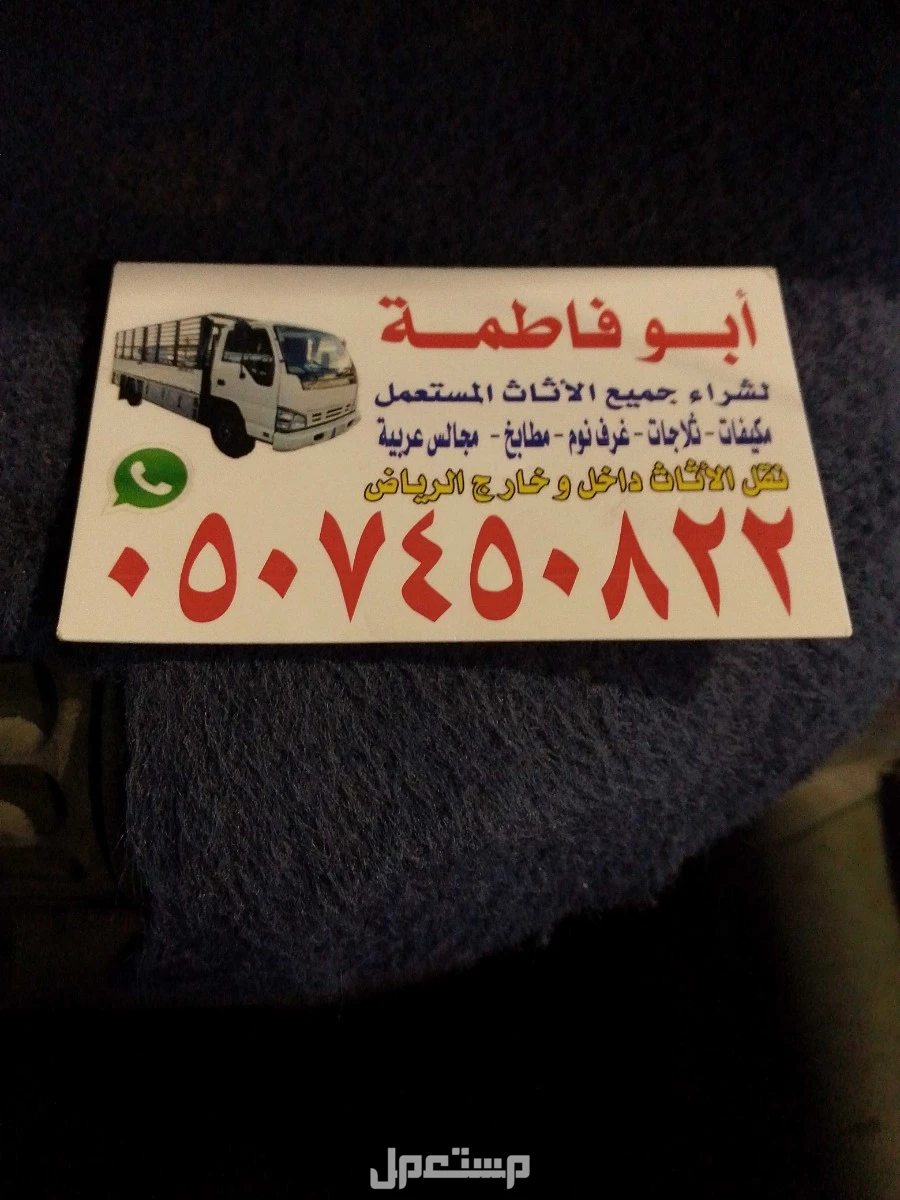 أبو فاطمة
لشراء جميع الأثاث المستعمل
مكيفات - ثلاجات - غرف نوم - مطابخ - مجالس عربية
نقل الأثاث داخل و خارج الرياض
٠٥٠٧٤٥٠٨٢٢
مستعمل